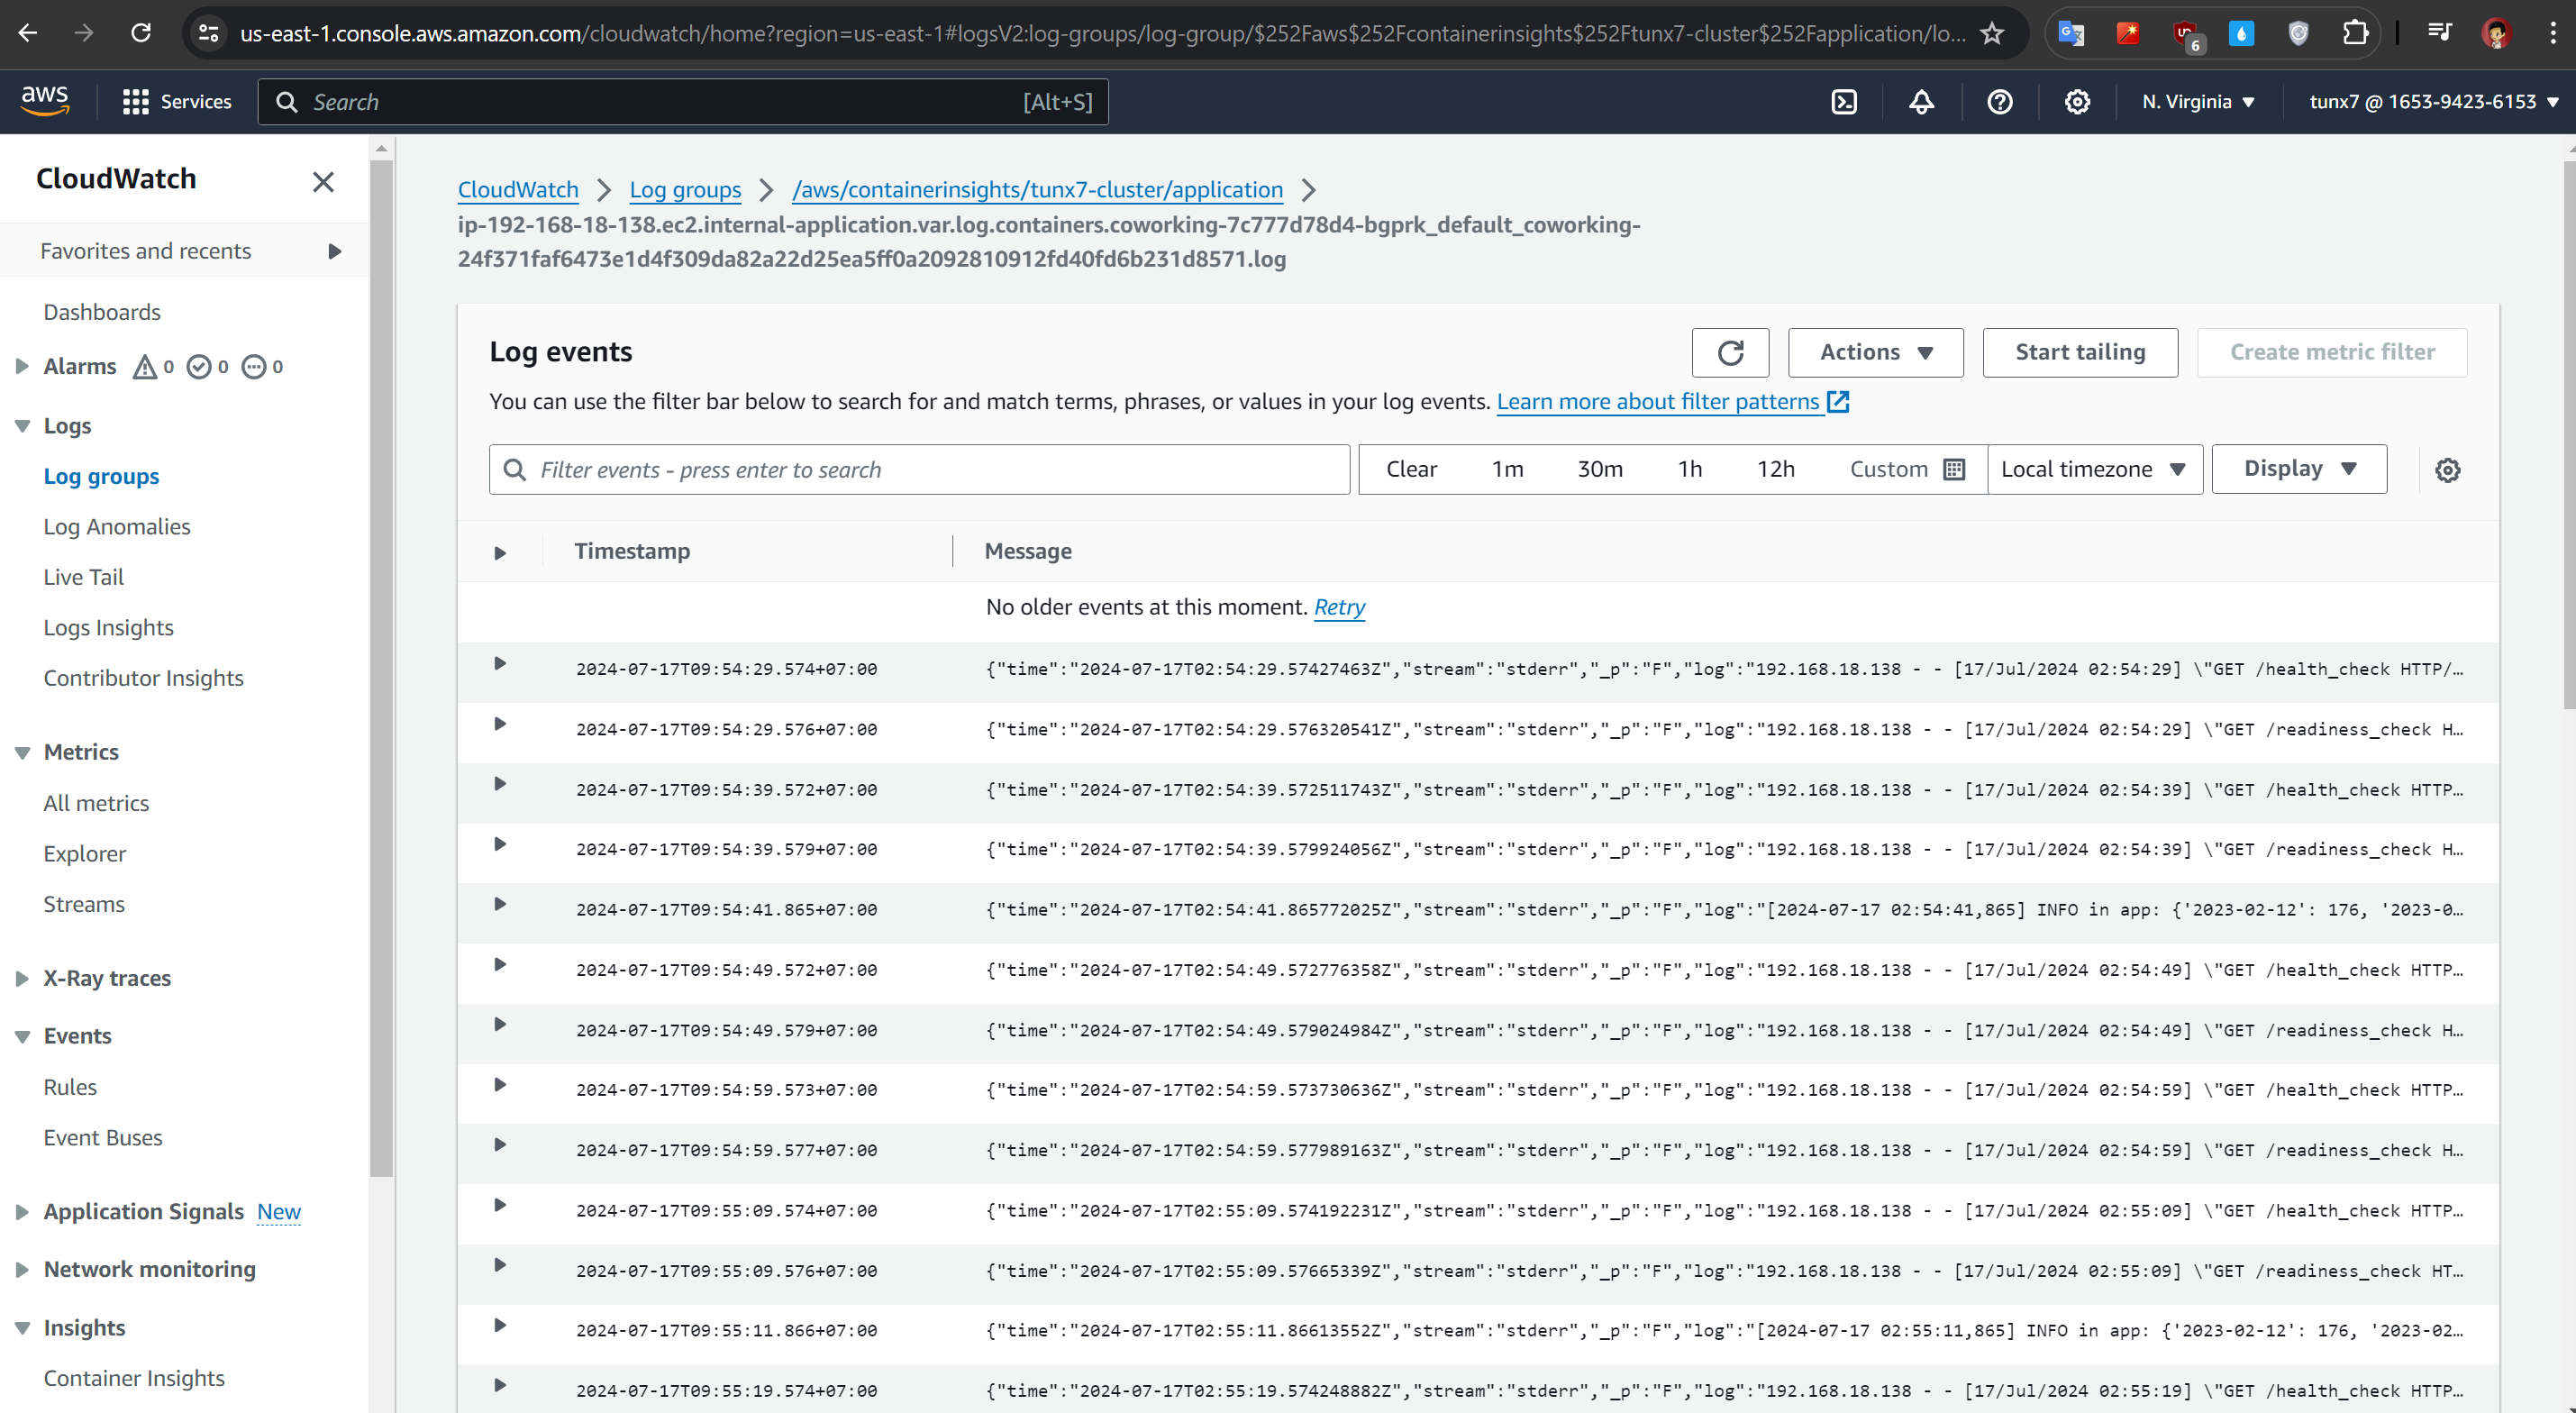 us-east-1.console.aws.amazon.com/cloudwatch/home?region=us-east-1#logsV2:log-groups/log-group/$252Faws$252Fcontainerinsights$252Ftunx7-cluster$252Fapplication/lo...
6
aws
Services
Search
[Alt+S]
N. Virginia
tunx7 @ 1653-9423-6153
CloudWatch
Favorites and recents
Dashboards
Alarms 0 0 0
Logs
Log groups
Log Anomalies
Live Tail
Logs Insights
Contributor Insights
Metrics
All metrics
Explorer
Streams
X-Ray traces
Events
Rules
Event Buses
Application Signals New
Network monitoring
Insights
Container Insights
CloudWatch > Log groups > /aws/containerinsights/tunx7-cluster/application >
ip-192-168-18-138.ec2.internal-application.var.log.containers.coworking-7c777d78d4-bgprk_default_coworking-
24f371faf6473e1d4f309da82a22d25ea5ff0a2092810912fd40fd6b231d8571.log
Log events
Actions
Start tailing
Create metric filter
You can use the filter bar below to search for and match terms, phrases, or values in your log events. Learn more about filter patterns
Filter events - press enter to search
Clear 1m 30m 1h 12h Custom
Local timezone
Display
Timestamp Message
No older events at this moment. Retry
2024-07-17T09:54:29.574+07:00 {"time":"2024-07-17T02:54:29.57427463Z","stream":"stderr","_p":"F","log":"192.168.18.138 - - [17/Jul/2024 02:54:29] \"GET /health_check HTTP/...
2024-07-17T09:54:29.576+07:00 {"time":"2024-07-17T02:54:29.576320541Z","stream":"stderr","_p":"F","log":"192.168.18.138 - - [17/Jul/2024 02:54:29] \"GET /readiness_check H...
2024-07-17T09:54:39.572+07:00 {"time":"2024-07-17T02:54:39.572511743Z","stream":"stderr","_p":"F","log":"192.168.18.138 - - [17/Jul/2024 02:54:39] \"GET /health_check HTTP...
2024-07-17T09:54:39.579+07:00 {"time":"2024-07-17T02:54:39.579924056Z","stream":"stderr","_p":"F","log":"192.168.18.138 - - [17/Jul/2024 02:54:39] \"GET /readiness_check H...
2024-07-17T09:54:41.865+07:00 {"time":"2024-07-17T02:54:41.865772025Z","stream":"stderr","_p":"F","log":"[2024-07-17 02:54:41,865] INFO in app: {'2023-02-12': 176, '2023-0...
2024-07-17T09:54:49.572+07:00 {"time":"2024-07-17T02:54:49.572776358Z","stream":"stderr","_p":"F","log":"192.168.18.138 - - [17/Jul/2024 02:54:49] \"GET /health_check HTTP...
2024-07-17T09:54:49.579+07:00 {"time":"2024-07-17T02:54:49.579024984Z","stream":"stderr","_p":"F","log":"192.168.18.138 - - [17/Jul/2024 02:54:49] \"GET /readiness_check H...
2024-07-17T09:54:59.573+07:00 {"time":"2024-07-17T02:54:59.573730636Z","stream":"stderr","_p":"F","log":"192.168.18.138 - - [17/Jul/2024 02:54:59] \"GET /health_check HTTP...
2024-07-17T09:54:59.577+07:00 {"time":"2024-07-17T02:54:59.577989163Z","stream":"stderr","_p":"F","log":"192.168.18.138 - - [17/Jul/2024 02:54:59] \"GET /readiness_check H...
2024-07-17T09:55:09.574+07:00 {"time":"2024-07-17T02:55:09.574192231Z","stream":"stderr","_p":"F","log":"192.168.18.138 - - [17/Jul/2024 02:55:09] \"GET /health_check HTTP...
2024-07-17T09:55:09.576+07:00 {"time":"2024-07-17T02:55:09.57665339Z","stream":"stderr","_p":"F","log":"192.168.18.138 - - [17/Jul/2024 02:55:09] \"GET /readiness_check HT...
2024-07-17T09:55:11.866+07:00 {"time":"2024-07-17T02:55:11.86613552Z","stream":"stderr","_p":"F","log":"[2024-07-17 02:55:11,865] INFO in app: {'2023-02-12': 176, '2023-02...
2024-07-17T09:55:19.574+07:00 {"time":"2024-07-17T02:55:19.574248882Z","stream":"stderr","_p":"F","log":"192.168.18.138 - - [17/Jul/2024 02:55:19] \"GET /health_check HTTP...